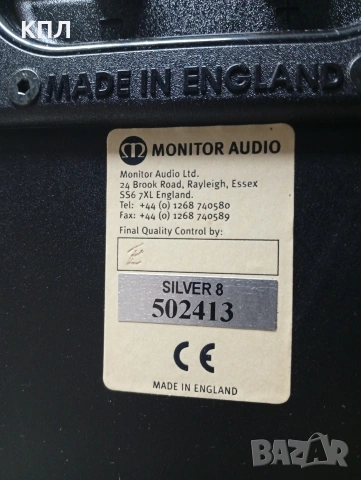 КПЛ
MADE IN ENGLAND
MONITOR AUDIO
Monitor Audio Ltd.
24 Brook Road, Rayleigh, Essex
SS6 7XL England.
Tel: +44 (0) 1268 740580
Fax: +44 (0) 1268 740589
Final Quality Control by:
SILVER 8
502413
CE
MADE IN ENGLAND
BAZAR